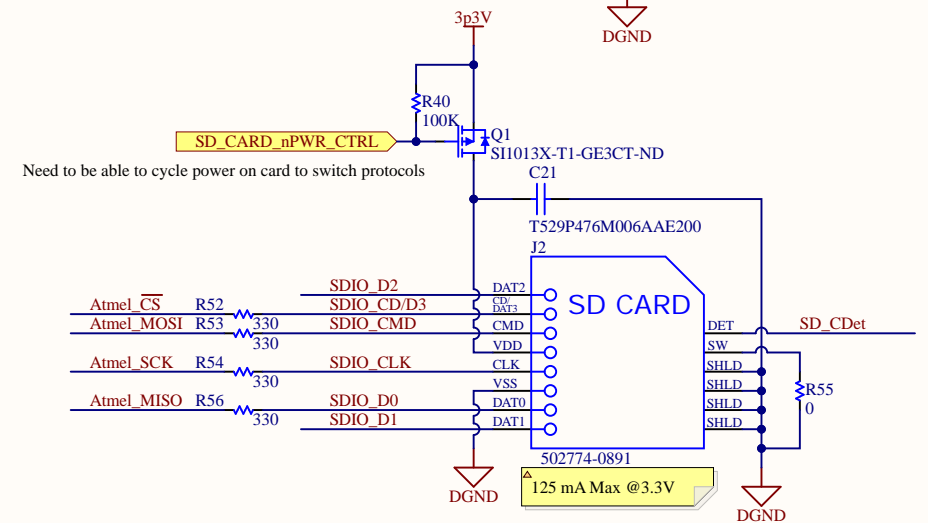 3p3V
DGND
R40
100K
SD_CARD_nPWR_CTRL
Q1
SI1013X-T1-GE3CT-ND
Need to be able to cycle power on card to switch protocols
C21
T529P476M006AAE200
J2
SDIO_D2
DAT2
Atmel_CS
R52
330
SDIO_CD/D3
CD/
DAT3
SD CARD
Atmel_MOSI
R53
330
SDIO_CMD
CMD
DET
SD_CDet
VDD
SW
Atmel_SCK
R54
330
SDIO_CLK
CLK
SHLD
VSS
SHLD
R55
0
Atmel_MISO
R56
330
SDIO_D0
DAT0
SHLD
SDIO_D1
DAT1
SHLD
502774-0891
DGND
125 mA Max @3.3V
DGND